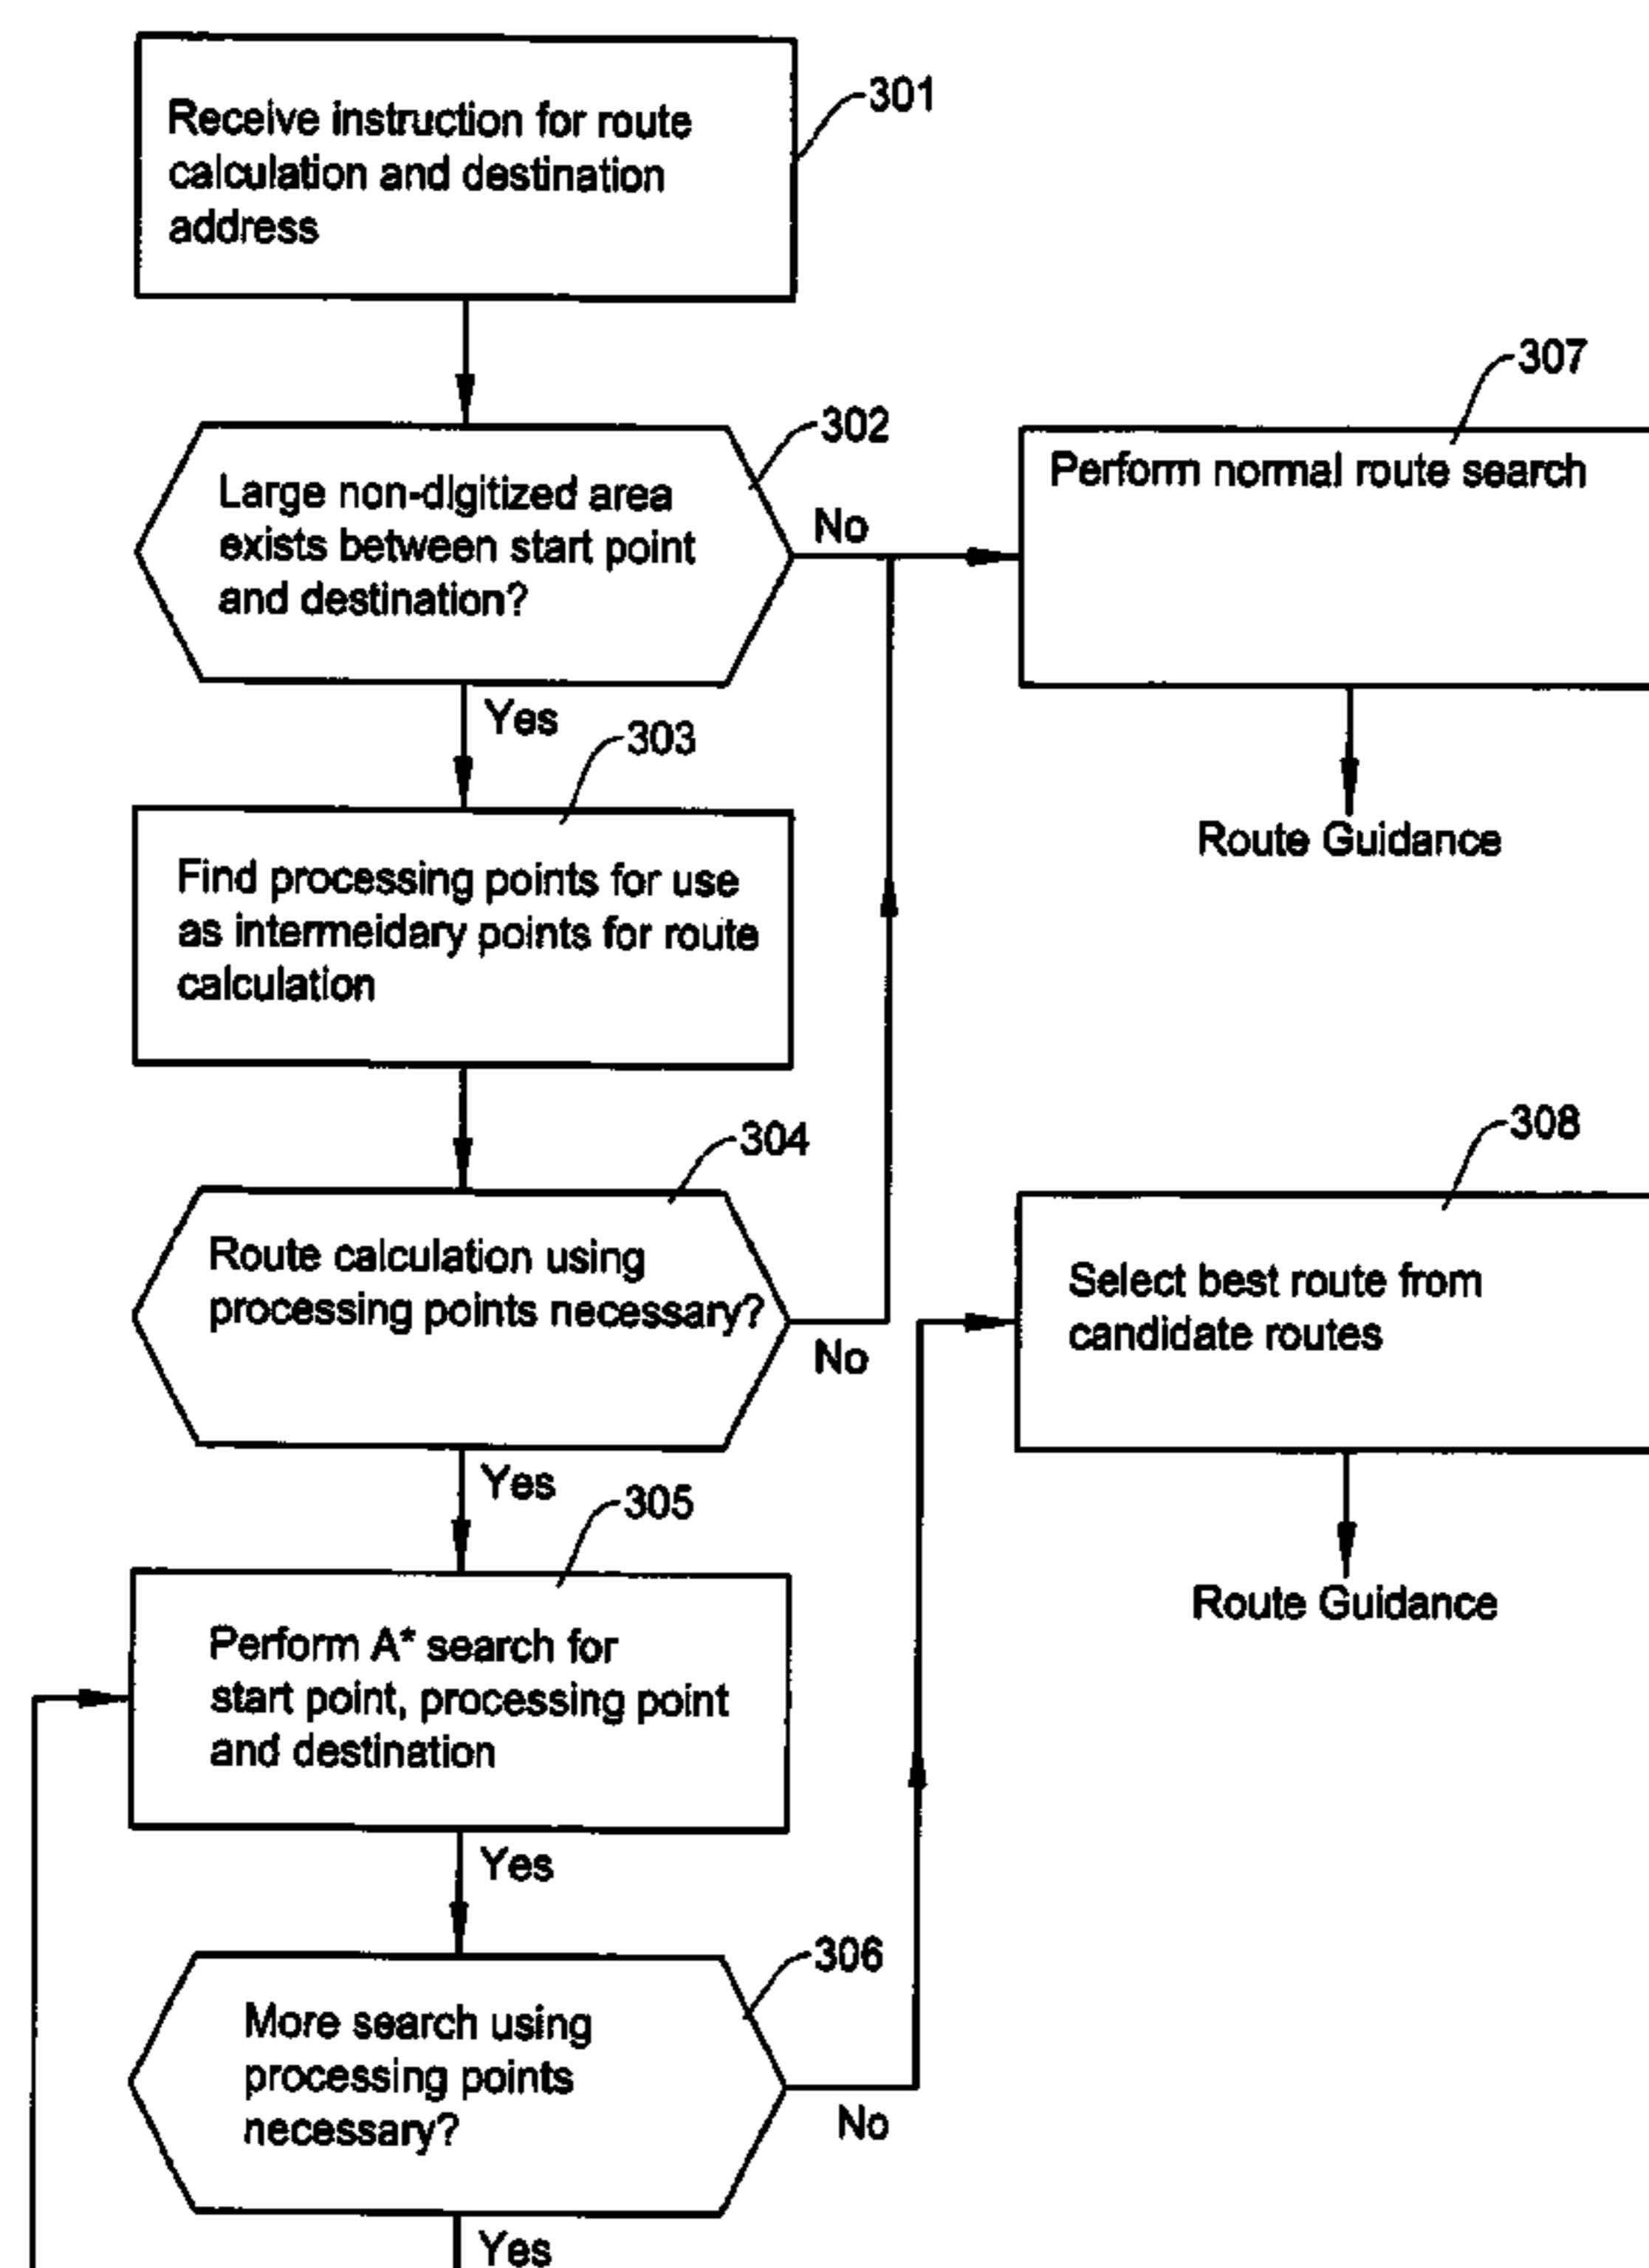 301
Receive instruction for route
calculation and destination
address
302
Large non-digitized area
exists between start point
and destination?
No
Yes
307
Perform normal route search
Route Guidance
303
Find processing points for use
as intermeidary points for route
calculation
304
Route calculation using
processing points necessary?
No
Yes
308
Select best route from
candidate routes
Route Guidance
305
Perform A* search for
start point, processing point
and destination
Yes
306
More search using
processing points
necessary?
No
Yes